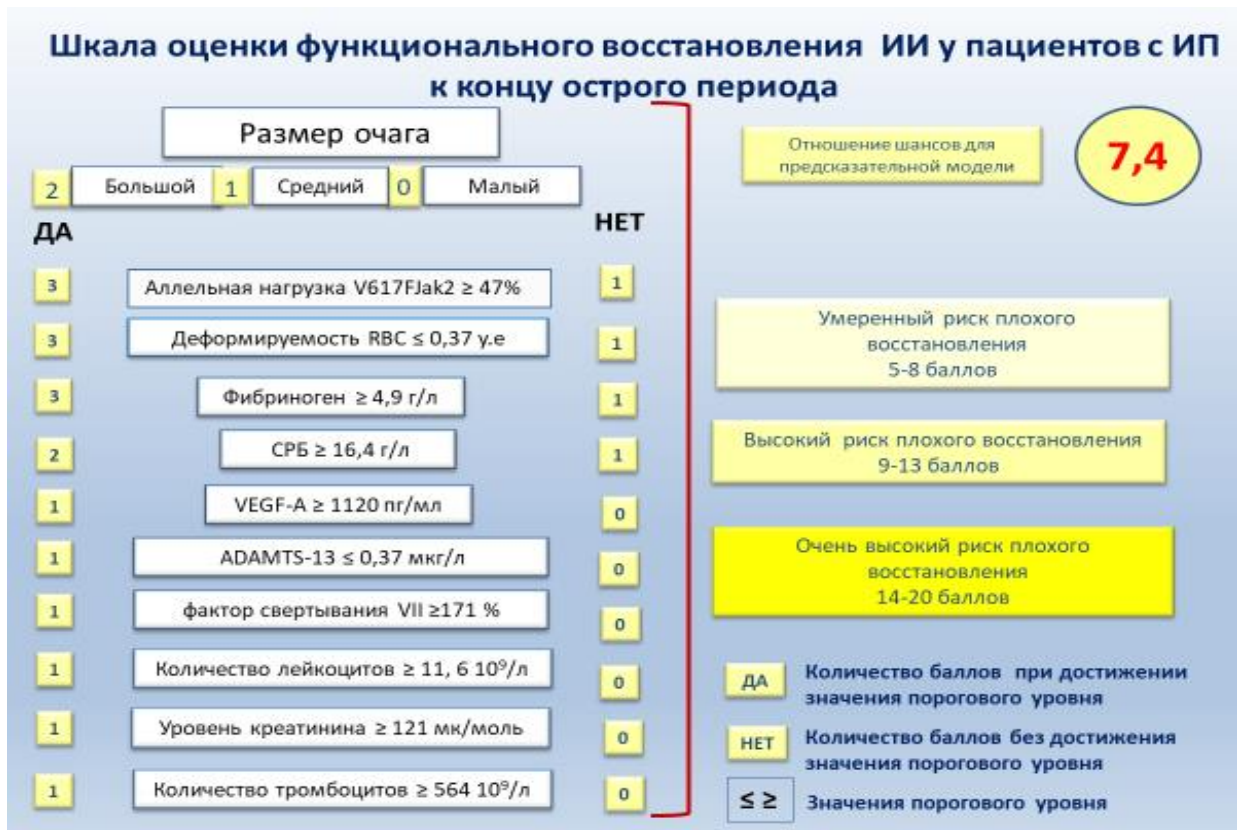 Шкала оценки функционального восстановления ИИ у пациентов с ИП
к концу острого периода
Размер очага
2 Большой 1 Средний 0 Малый
ДА НЕТ
3 Аллельная нагрузка V617FJak2 ≥ 47% 1
3 Деформируемость RBC ≤ 0,37 у.е 1
3 Фибриноген ≥ 4,9 г/л 1
2 СРБ ≥ 16,4 г/л 1
1 VEGF-A ≥ 1120 пг/мл 0
1 ADAMTS-13 ≤ 0,37 мкг/л 0
1 фактор свертывания VII ≥171 % 0
1 Количество лейкоцитов ≥ 11, 6 10⁹/л 0
1 Уровень креатинина ≥ 121 мк/моль 0
1 Количество тромбоцитов ≥ 564 10⁹/л 0
Отношение шансов для
предсказательной модели
7,4
Умеренный риск плохого
восстановления
5-8 баллов
Высокий риск плохого восстановления
9-13 баллов
Очень высокий риск плохого
восстановления
14-20 баллов
ДА Количество баллов при достижении
значения порогового уровня
НЕТ Количество баллов без достижения
значения порогового уровня
≤ ≥ Значения порогового уровня